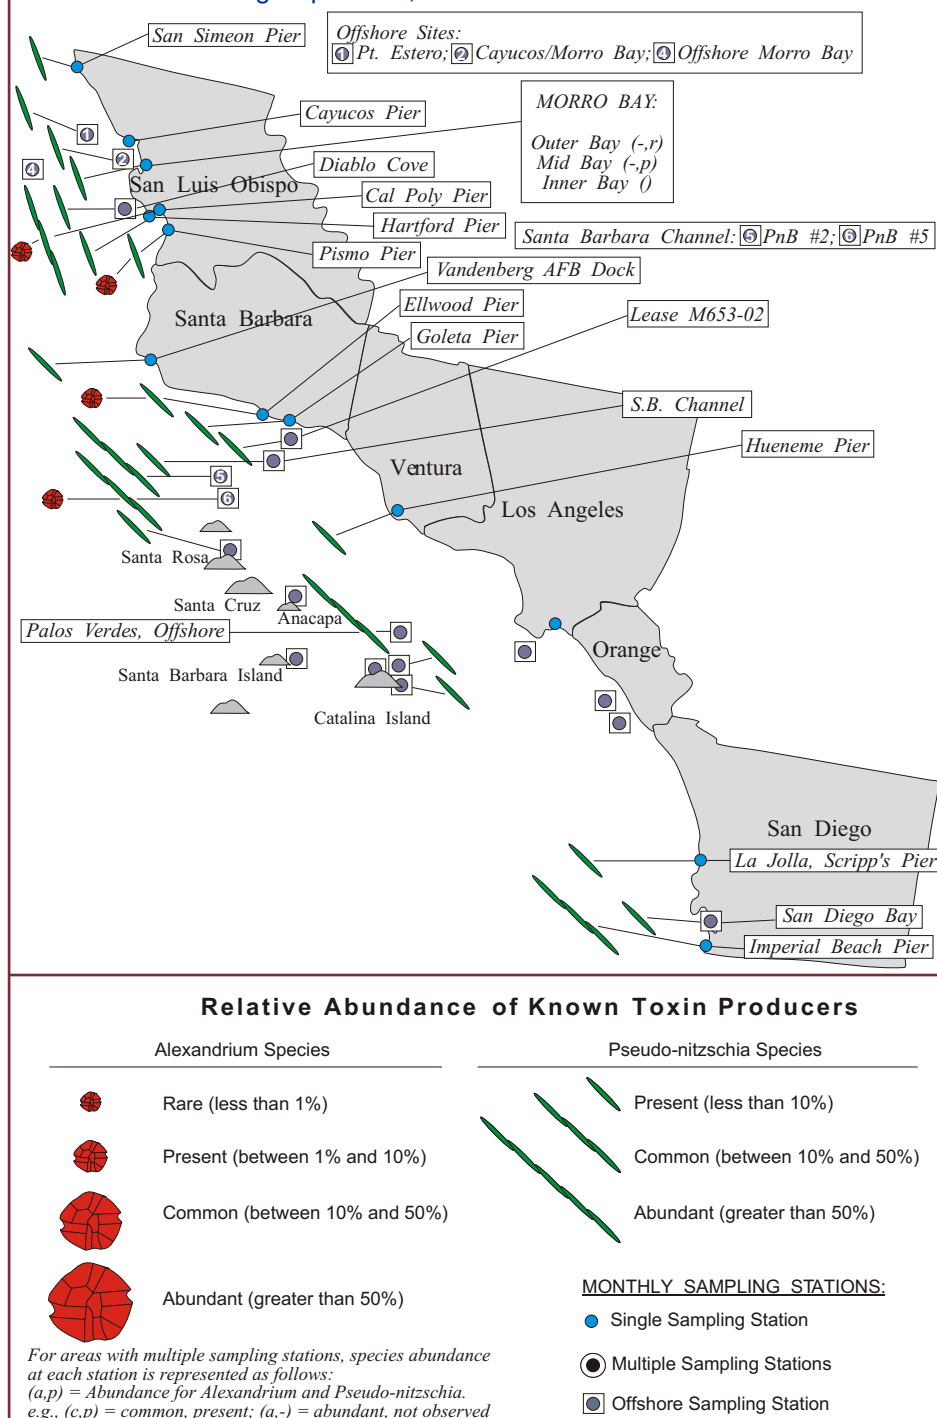 San Simeon Pier
Offshore Sites:
1 Pt. Estero; 2 Cayucos/Morro Bay; 4 Offshore Morro Bay
Cayucos Pier
MORRO BAY:
Outer Bay (-,r)
Mid Bay (-,p)
Inner Bay ()
1
2
4
Diablo Cove
San Luis Obispo
Cal Poly Pier
Hartford Pier
Santa Barbara Channel: 5 PnB #2; 6 PnB #5
Pismo Pier
Vandenberg AFB Dock
Ellwood Pier
Lease M653-02
Santa Barbara
Goleta Pier
S.B. Channel
Hueneme Pier
Ventura
5
6
Los Angeles
Santa Rosa
Santa Cruz
Anacapa
Palos Verdes, Offshore
Orange
Santa Barbara Island
Catalina Island
San Diego
La Jolla, Scripp's Pier
San Diego Bay
Imperial Beach Pier
Relative Abundance of Known Toxin Producers
Alexandrium Species
Rare (less than 1%)
Present (between 1% and 10%)
Common (between 10% and 50%)
Abundant (greater than 50%)
Pseudo-nitzschia Species
Present (less than 10%)
Common (between 10% and 50%)
Abundant (greater than 50%)
MONTHLY SAMPLING STATIONS:
Single Sampling Station
Multiple Sampling Stations
Offshore Sampling Station
For areas with multiple sampling stations, species abundance
at each station is represented as follows:
(a,p) = Abundance for Alexandrium and Pseudo-nitzschia.
e.g., (c,p) = common, present; (a,-) = abundant, not observed